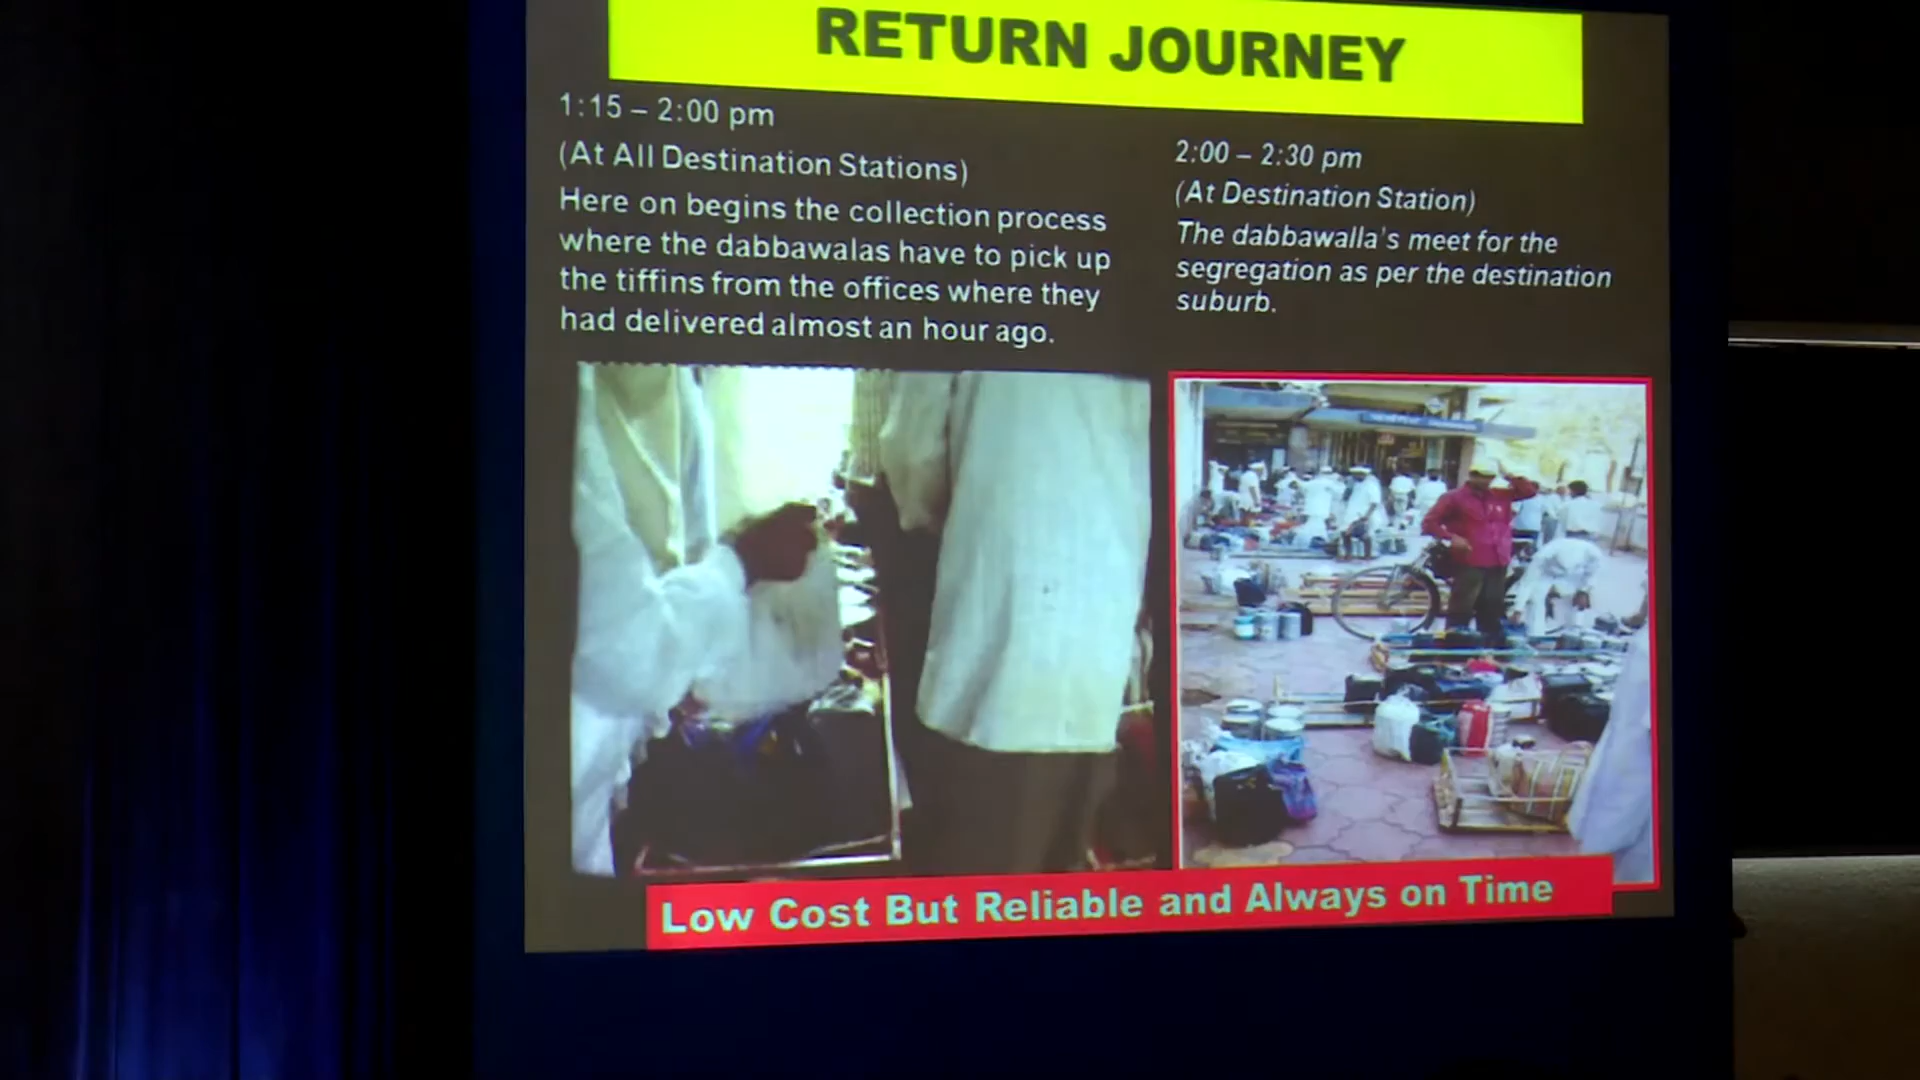 RETURN JOURNEY
1:15 – 2:00 pm
(At All Destination Stations)
Here on begins the collection process
where the dabbawalas have to pick up
the tiffins from the offices where they
had delivered almost an hour ago.
2:00 – 2:30 pm
(At Destination Station)
The dabbawalla's meet for the
segregation as per the destination
suburb.
Low Cost But Reliable and Always on Time